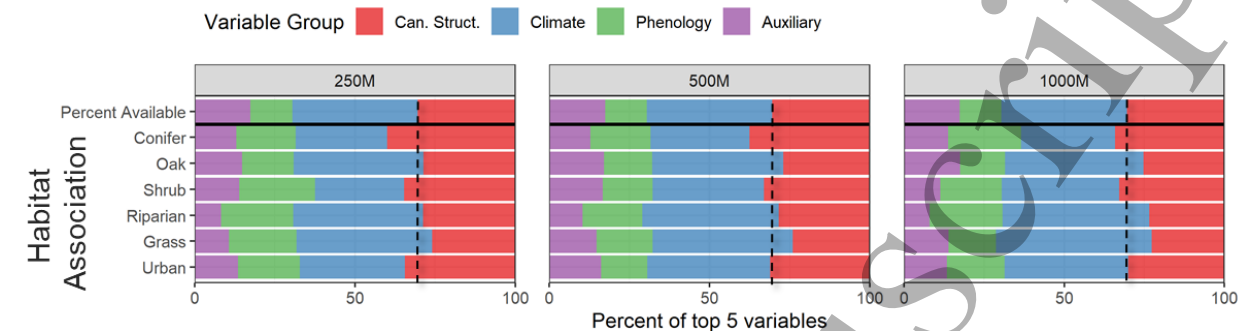 Variable Group Can. Struct. Climate Phenology Auxiliary
250M 500M 1000M
Percent Available
Conifer
Oak
Shrub
Riparian
Grass
Urban
Habitat
Association
0 50 100 0 50 100 0 50 100
Percent of top 5 variables